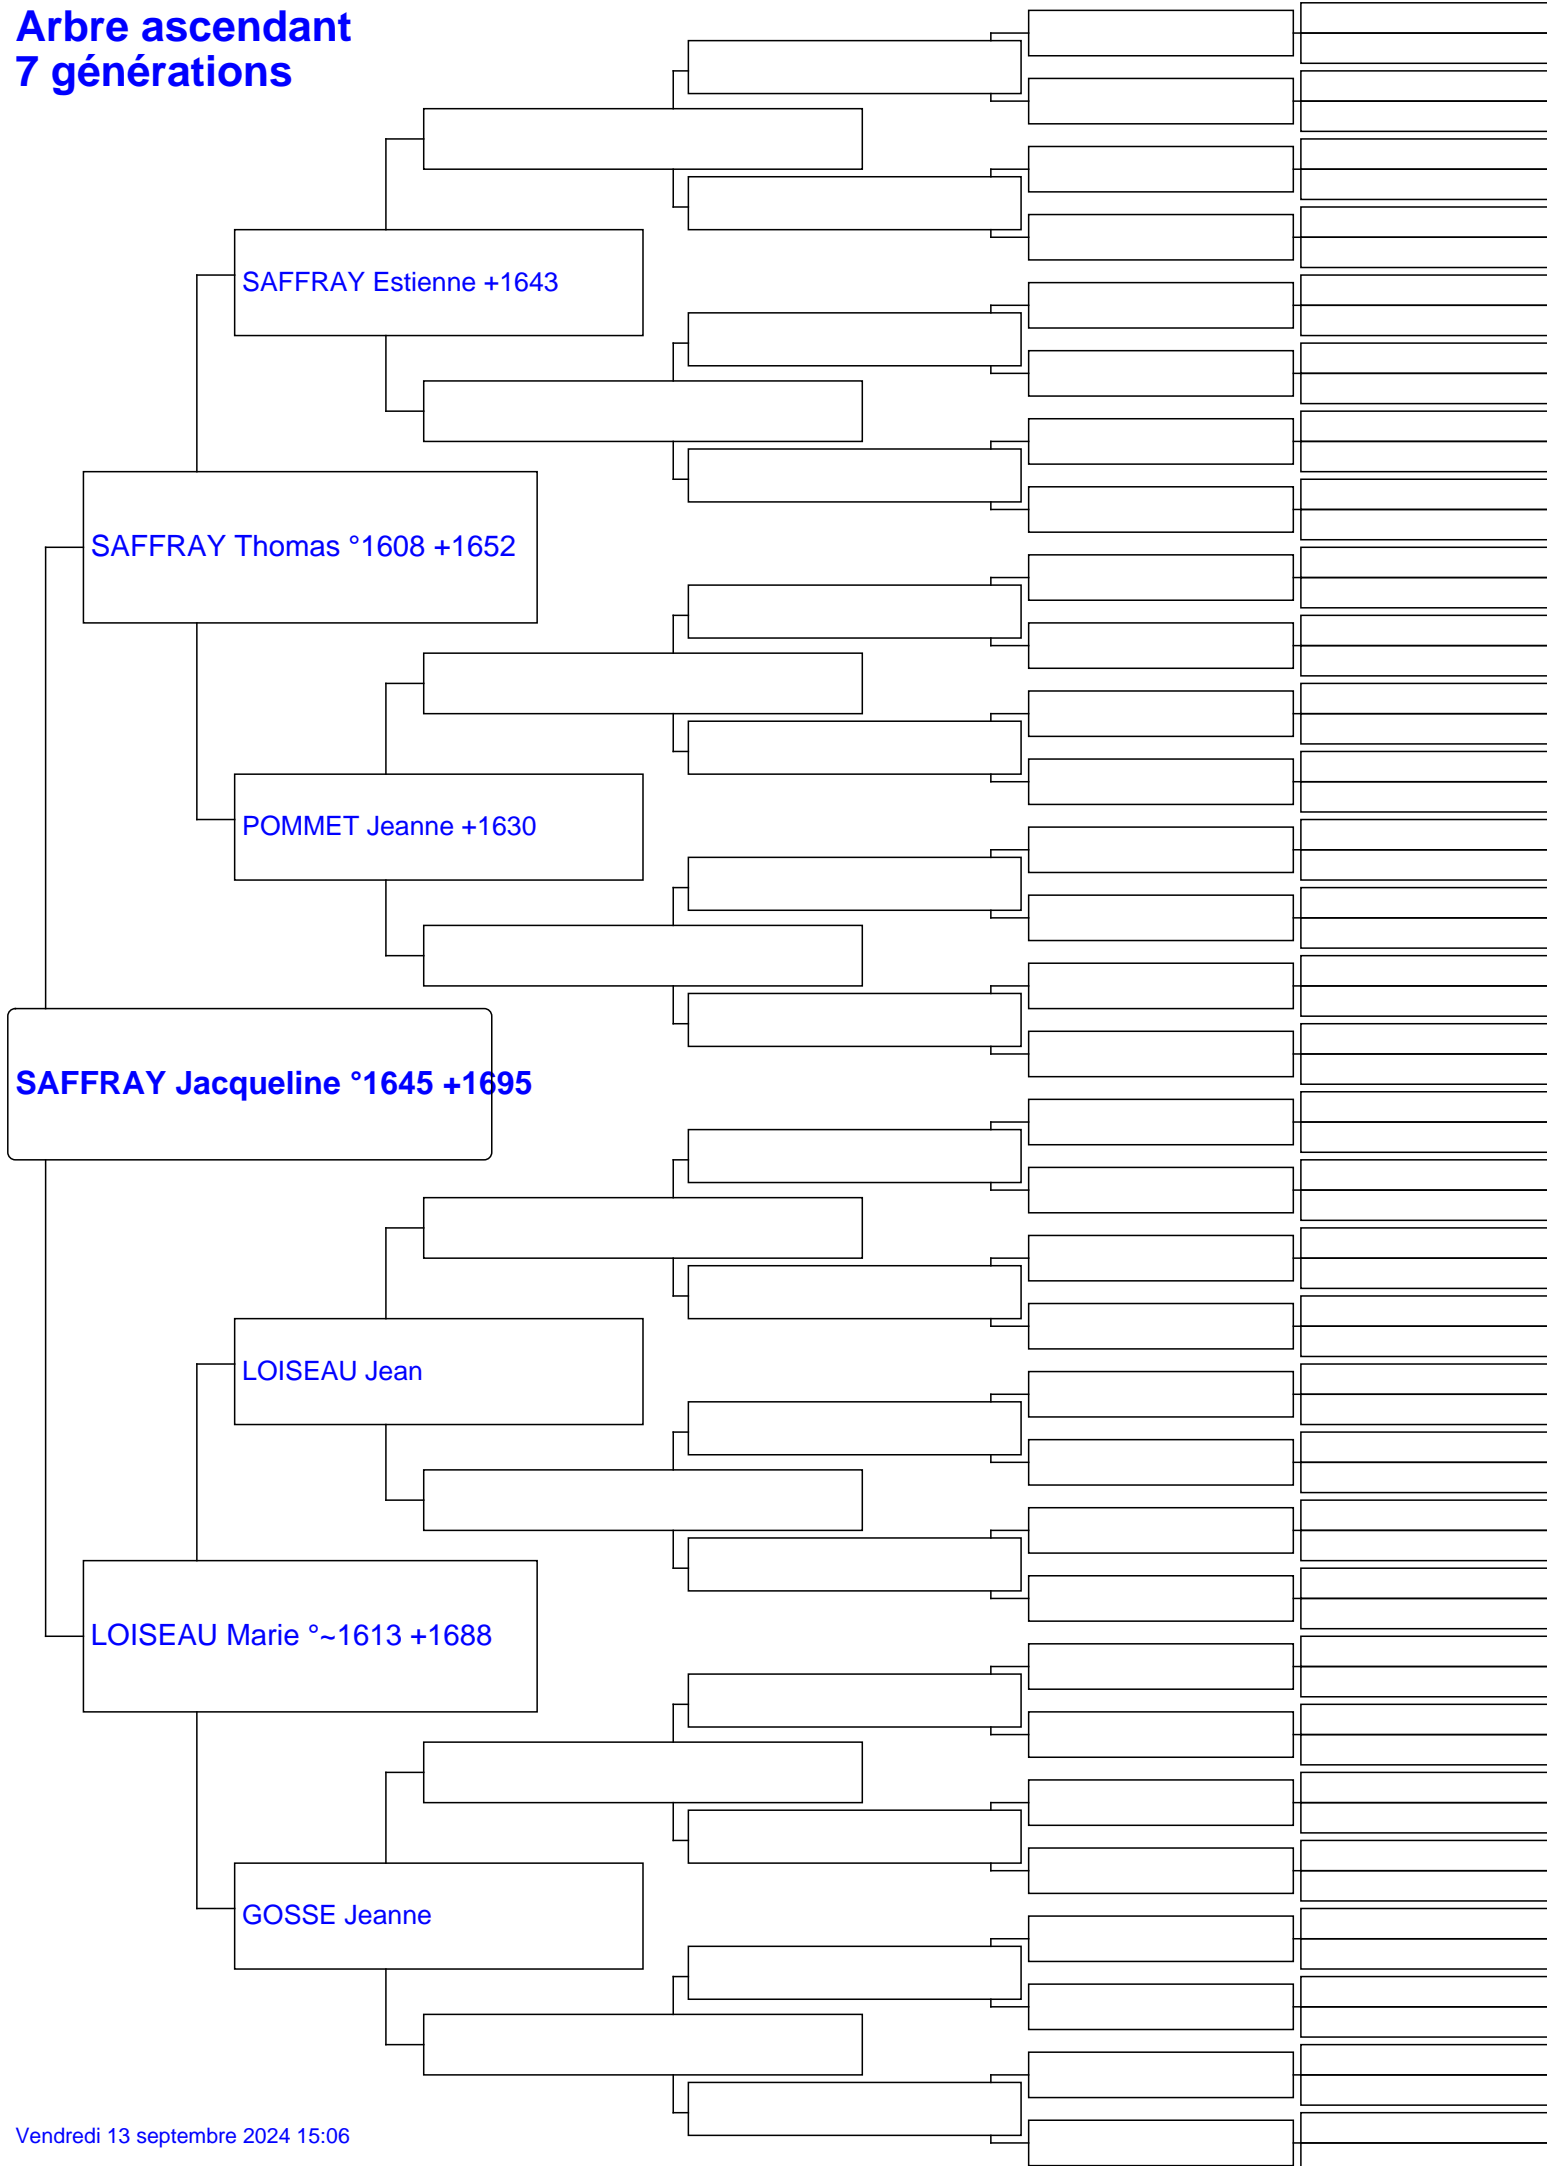 Arbre ascendant
7 générations
SAFFRAY Estienne +1643
SAFFRAY Thomas °1608 +1652
POMMET Jeanne +1630
SAFFRAY Jacqueline °1645 +1695
LOISEAU Jean
LOISEAU Marie °~1613 +1688
GOSSE Jeanne
Vendredi 13 septembre 2024 15:06